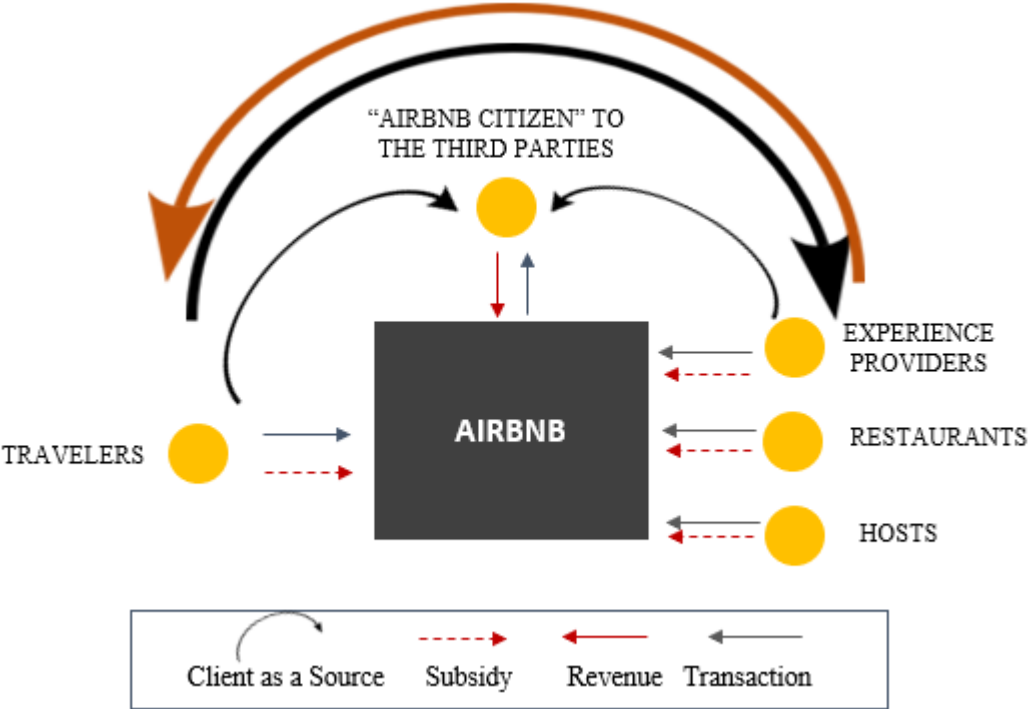 “AIRBNB CITIZEN” TO
THE THIRD PARTIES
EXPERIENCE
PROVIDERS
AIRBNB
RESTAURANTS
TRAVELERS
HOSTS
Client as a Source
Subsidy
Revenue
Transaction